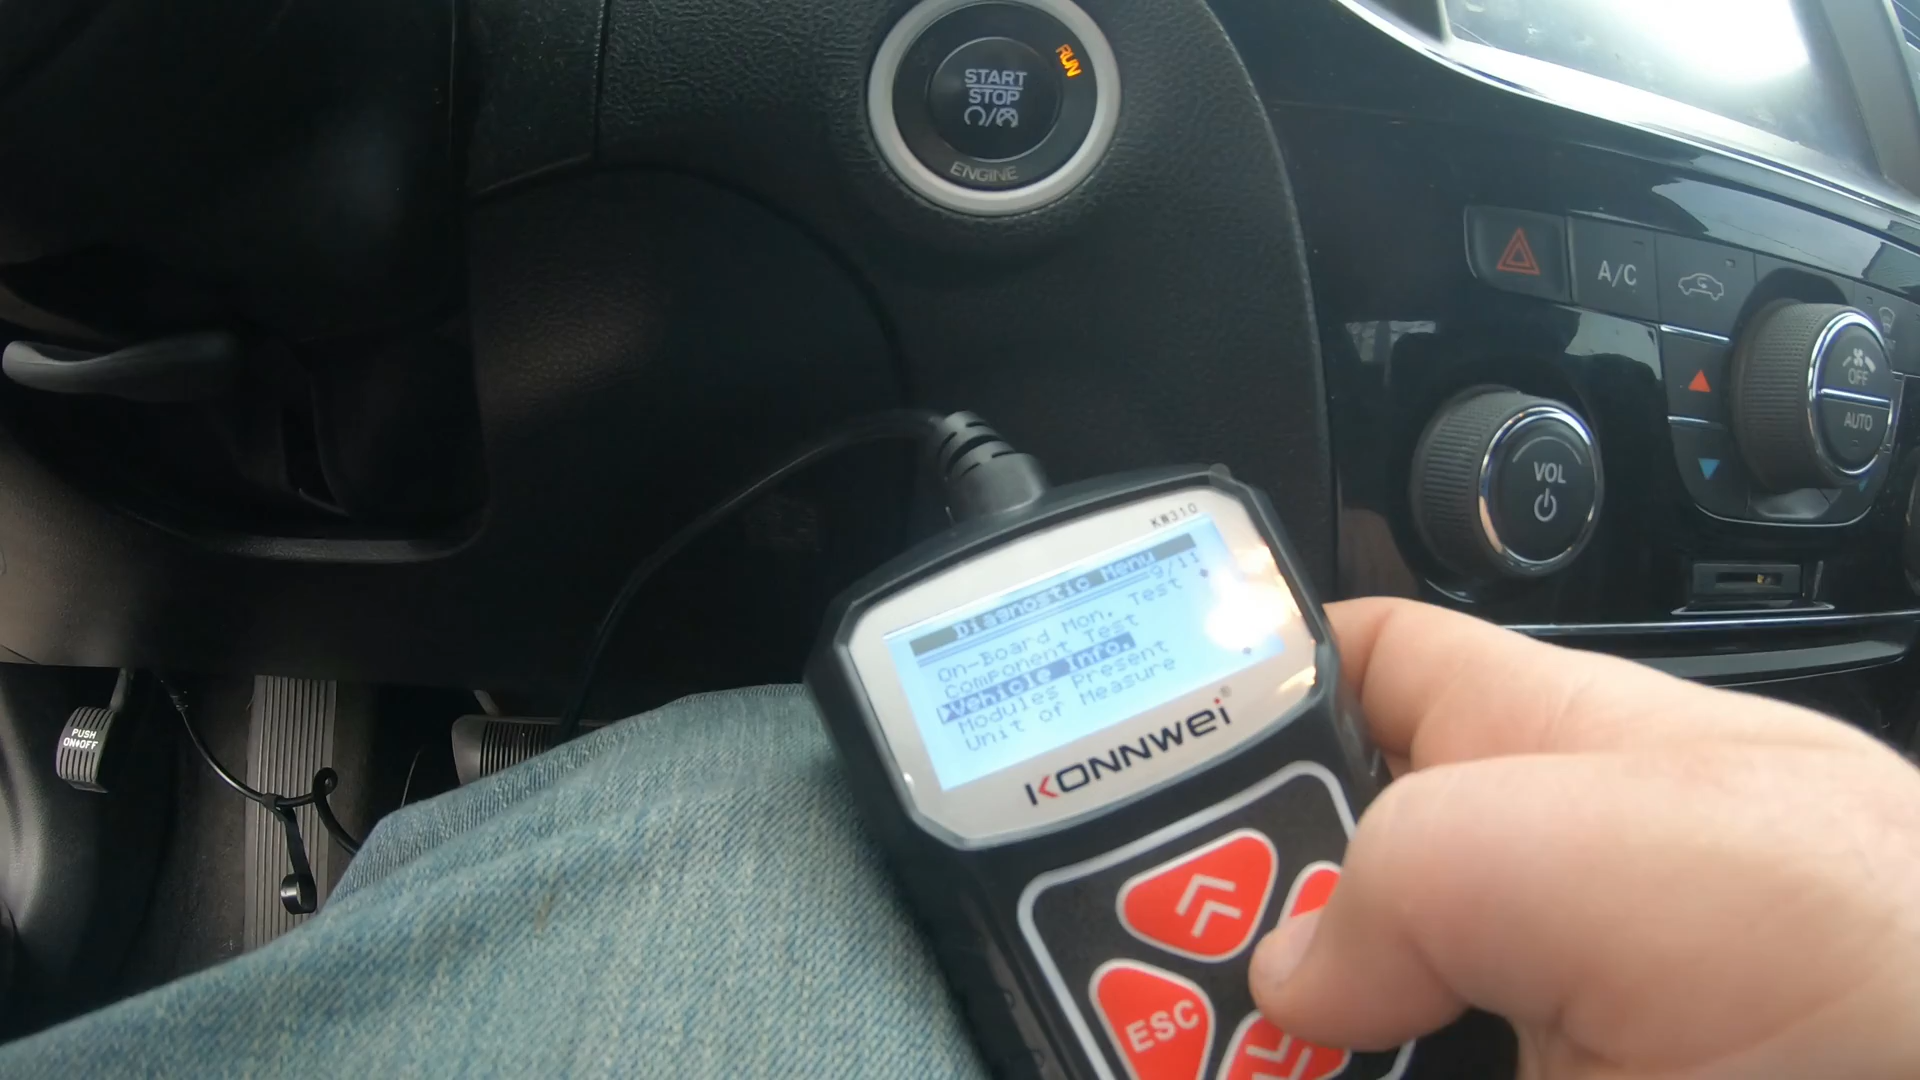 RUN
START
STOP
ENGINE
A/C
OFF
AUTO
VOL
PUSH
ON OFF
KW310
Diagnostic Menu
9/11
On-Board Mon. Test
Component Test
Vehicle Info.
Modules Present
Unit of Measure
KONNWEI®
ESC